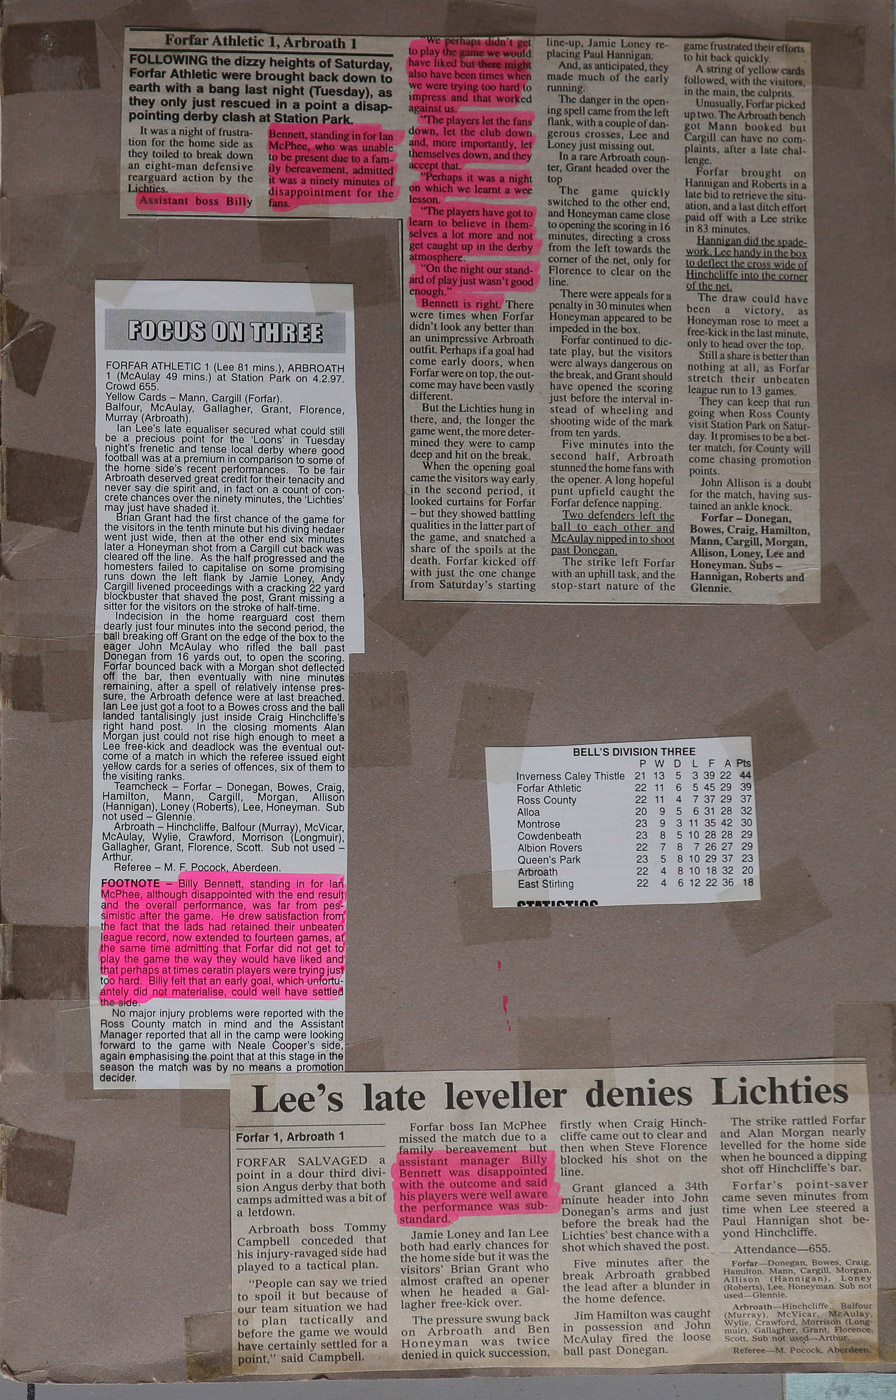 Forfar Athletic 1, Arbroath 1
FOLLOWING the dizzy heights of Saturday,
Forfar Athletic were brought back down to
earth with a bang last night (Tuesday), as
they only just rescued in a point a disap-
pointing derby clash at Station Park.
It was a night of frustra-
tion for the home side as
they toiled to break down
an eight-man defensive
rearguard action by the
Lichties.
Assistant boss Billy
Bennett, standing in for Ian
McPhee, who was unable
to be present due to a fam-
ily bereavement, admitted
it was a ninety minutes of
disappointment for the
fans.
"We perhaps didn't get
to play the game we would
have liked but there might
also have been times when
we were trying too hard to
impress and that worked
against us.
"The players let the fans
down, let the club down
and, more importantly, let
themselves down, and they
accept that.
"Perhaps it was a night
on which we learnt a wee
lesson.
"The players have got to
learn to believe in them-
selves a lot more and not
get caught up in the derby
atmosphere.
"On the night our stand-
ard of play just wasn't good
enough."
Bennett is right. There
were times when Forfar
didn't look any better than
an unimpressive Arbroath
outfit. Perhaps if a goal had
come early doors, when
Forfar were on top, the out-
come may have been vastly
different.
But the Lichties hung in
there, and, the longer the
game went, the more deter-
mined they were to camp
deep and hit on the break.
When the opening goal
came the visitors way early
in the second period, it
looked curtains for Forfar
– but they showed battling
qualities in the latter part of
the game, and snatched a
share of the spoils at the
death. Forfar kicked off
with just the one change
from Saturday's starting
line-up, Jamie Loney re-
placing Paul Hannigan.
And, as anticipated, they
made much of the early
running.
The danger in the open-
ing spell came from the left
flank, with a couple of dan-
gerous crosses, Lee and
Loney just missing out.
In a rare Arbroath coun-
ter, Grant headed over the
top
The game quickly
switched to the other end,
and Honeyman came close
to opening the scoring in 16
minutes, directing a cross
from the left towards the
corner of the net, only for
Florence to clear on the
line.
There were appeals for a
penalty in 30 minutes when
Honeyman appeared to be
impeded in the box.
Forfar continued to dic-
tate play, but the visitors
were always dangerous on
the break, and Grant should
have opened the scoring
just before the interval in-
stead of wheeling and
shooting wide of the mark
from ten yards.
Five minutes into the
second half, Arbroath
stunned the home fans with
the opener. A long hopeful
punt upfield caught the
Forfar defence napping.
Two defenders left the
ball to each other and
McAulay nipped in to shoot
past Donegan.
The strike left Forfar
with an uphill task, and the
stop-start nature of the
game frustrated their efforts
to hit back quickly.
A string of yellow cards
followed, with the visitors,
in the main, the culprits.
Unusually, Forfar picked
up two. The Arbroath bench
got Mann booked but
Cargill can have no com-
plaints, after a late chal-
lenge.
Forfar brought on
Hannigan and Roberts in a
late bid to retrieve the situ-
ation, and a last ditch effort
paid off with a Lee strike
in 83 minutes.
Hannigan did the spade-
work, Lee handy in the box
to deflect the cross wide of
Hinchcliffe into the corner
of the net.
The draw could have
been a victory, as
Honeyman rose to meet a
free-kick in the last minute,
only to head over the top.
Still a share is better than
nothing at all, as Forfar
stretch their unbeaten
league run to 13 games.
They can keep that run
going when Ross County
visit Station Park on Satur-
day. It promises to be a bet-
ter match, for County will
come chasing promotion
points.
John Allison is a doubt
for the match, having sus-
tained an ankle knock.
Forfar – Donegan,
Bowes, Craig, Hamilton,
Mann, Cargill, Morgan,
Allison, Loney, Lee and
Honeyman. Subs –
Hannigan, Roberts and
Glennie.
FOCUS ON THREE
FORFAR ATHLETIC 1 (Lee 81 mins.), ARBROATH
1 (McAulay 49 mins.) at Station Park on 4.2.97.
Crowd 655.
Yellow Cards – Mann, Cargill (Forfar).
Balfour, McAulay, Gallagher, Grant, Florence,
Murray (Arbroath).
Ian Lee's late equaliser secured what could still
be a precious point for the 'Loons' in Tuesday
night's frenetic and tense local derby where good
football was at a premium in comparison to some of
the home side's recent performances. To be fair
Arbroath deserved great credit for their tenacity and
never say die spirit and, in fact on a count of con-
crete chances over the ninety minutes, the 'Lichties'
may just have shaded it.
Brian Grant had the first chance of the game for
the visitors in the tenth minute but his diving hedaer
went just wide, then at the other end six minutes
later a Honeyman shot from a Cargill cut back was
cleared off the line. As the half progressed and the
homesters failed to capitalise on some promising
runs down the left flank by Jamie Loney, Andy
Cargill livened proceedings with a cracking 22 yard
blockbuster that shaved the post, Grant missing a
sitter for the visitors on the stroke of half-time.
Indecision in the home rearguard cost them
dearly just four minutes into the second period, the
ball breaking off Grant on the edge of the box to the
eager John McAulay who rifled the ball past
Donegan from 16 yards out, to open the scoring.
Forfar bounced back with a Morgan shot deflected
off the bar, then eventually with nine minutes
remaining, after a spell of relatively intense pres-
sure, the Arbroath defence were at last breached.
Ian Lee just got a foot to a Bowes cross and the ball
landed tantalisingly just inside Craig Hinchcliffe's
right hand post. In the closing moments Alan
Morgan just could not rise high enough to meet a
Lee free-kick and deadlock was the eventual out-
come of a match in which the referee issued eight
yellow cards for a series of offences, six of them to
the visiting ranks.
Teamcheck – Forfar – Donegan, Bowes, Craig,
Hamilton, Mann, Cargill, Morgan, Allison
(Hannigan), Loney (Roberts), Lee, Honeyman. Sub
not used – Glennie.
Arbroath – Hinchcliffe, Balfour (Murray), McVicar,
McAulay, Wylie, Crawford, Morrison (Longmuir),
Gallagher, Grant, Florence, Scott. Sub not used –
Arthur.
Referee – M. F. Pocock, Aberdeen.
FOOTNOTE – Billy Bennett, standing in for Ian
McPhee, although disappointed with the end result
and the overall performance, was far from pes-
simistic after the game. He drew satisfaction from
the fact that the lads had retained their unbeaten
league record, now extended to fourteen games, at
the same time admitting that Forfar did not get to
play the game the way they would have liked and
that perhaps at times ceratin players were trying just
too hard. Billy felt that an early goal, which unfortu-
antely did not materialise, could well have settled
the side.
No major injury problems were reported with the
Ross County match in mind and the Assistant
Manager reported that all in the camp were looking
forward to the game with Neale Cooper's side,
again emphasising the point that at this stage in the
season the match was by no means a promotion
decider.
BELL'S DIVISION THREE
P W D L F A Pts
Inverness Caley Thistle 21 13 5 3 39 22 44
Forfar Athletic 22 11 6 5 45 29 39
Ross County 22 11 4 7 37 29 37
Alloa 20 9 5 6 31 28 32
Montrose 23 9 3 11 35 42 30
Cowdenbeath 23 8 5 10 28 28 29
Albion Rovers 22 7 8 7 26 27 29
Queen's Park 23 5 8 10 29 37 23
Arbroath 22 4 8 10 18 32 20
East Stirling 22 4 6 12 22 36 18
STATISTICS
Lee's late leveller denies Lichties
Forfar 1, Arbroath 1
FORFAR SALVAGED a
point in a dour third divi-
sion Angus derby that both
camps admitted was a bit of
a letdown.
Arbroath boss Tommy
Campbell conceded that
his injury-ravaged side had
played to a tactical plan.
"People can say we tried
to spoil it but because of
our team situation we had
to plan tactically and
before the game we would
have certainly settled for a
point," said Campbell.
Forfar boss Ian McPhee
missed the match due to a
family bereavement but
assistant manager Billy
Bennett was disappointed
with the outcome and said
his players were well aware
the performance was sub-
standard.
Jamie Loney and Ian Lee
both had early chances for
the home side but it was the
visitors' Brian Grant who
almost crafted an opener
when he headed a Gal-
lagher free-kick over.
The pressure swung back
on Arbroath and Ben
Honeyman was twice
denied in quick succession,
firstly when Craig Hinch-
cliffe came out to clear and
then when Steve Florence
blocked his shot on the
line.
Grant glanced a 34th
minute header into John
Donegan's arms and just
before the break had the
Lichties' best chance with a
shot which shaved the post.
Five minutes after the
break Arbroath grabbed
the lead after a blunder in
the home defence.
Jim Hamilton was caught
in possession and John
McAulay fired the loose
ball past Donegan.
The strike rattled Forfar
and Alan Morgan nearly
levelled for the home side
when he bounced a dipping
shot off Hinchcliffe's bar.
Forfar's point-saver
came seven minutes from
time when Lee steered a
Paul Hannigan shot be-
yond Hinchcliffe.
Attendance—655.
Forfar—Donegan, Bowes, Craig,
Hamilton, Mann, Cargill, Morgan,
Allison (Hannigan), Loney
(Roberts), Lee, Honeyman. Sub not
used—Glennie.
Arbroath—Hinchcliffe, Balfour
(Murray), McVicar, McAulay,
Wylie, Crawford, Morrison (Long-
muir), Gallagher, Grant, Florence,
Scott. Sub not used—Arthur.
Referee—M. Pocock, Aberdeen.